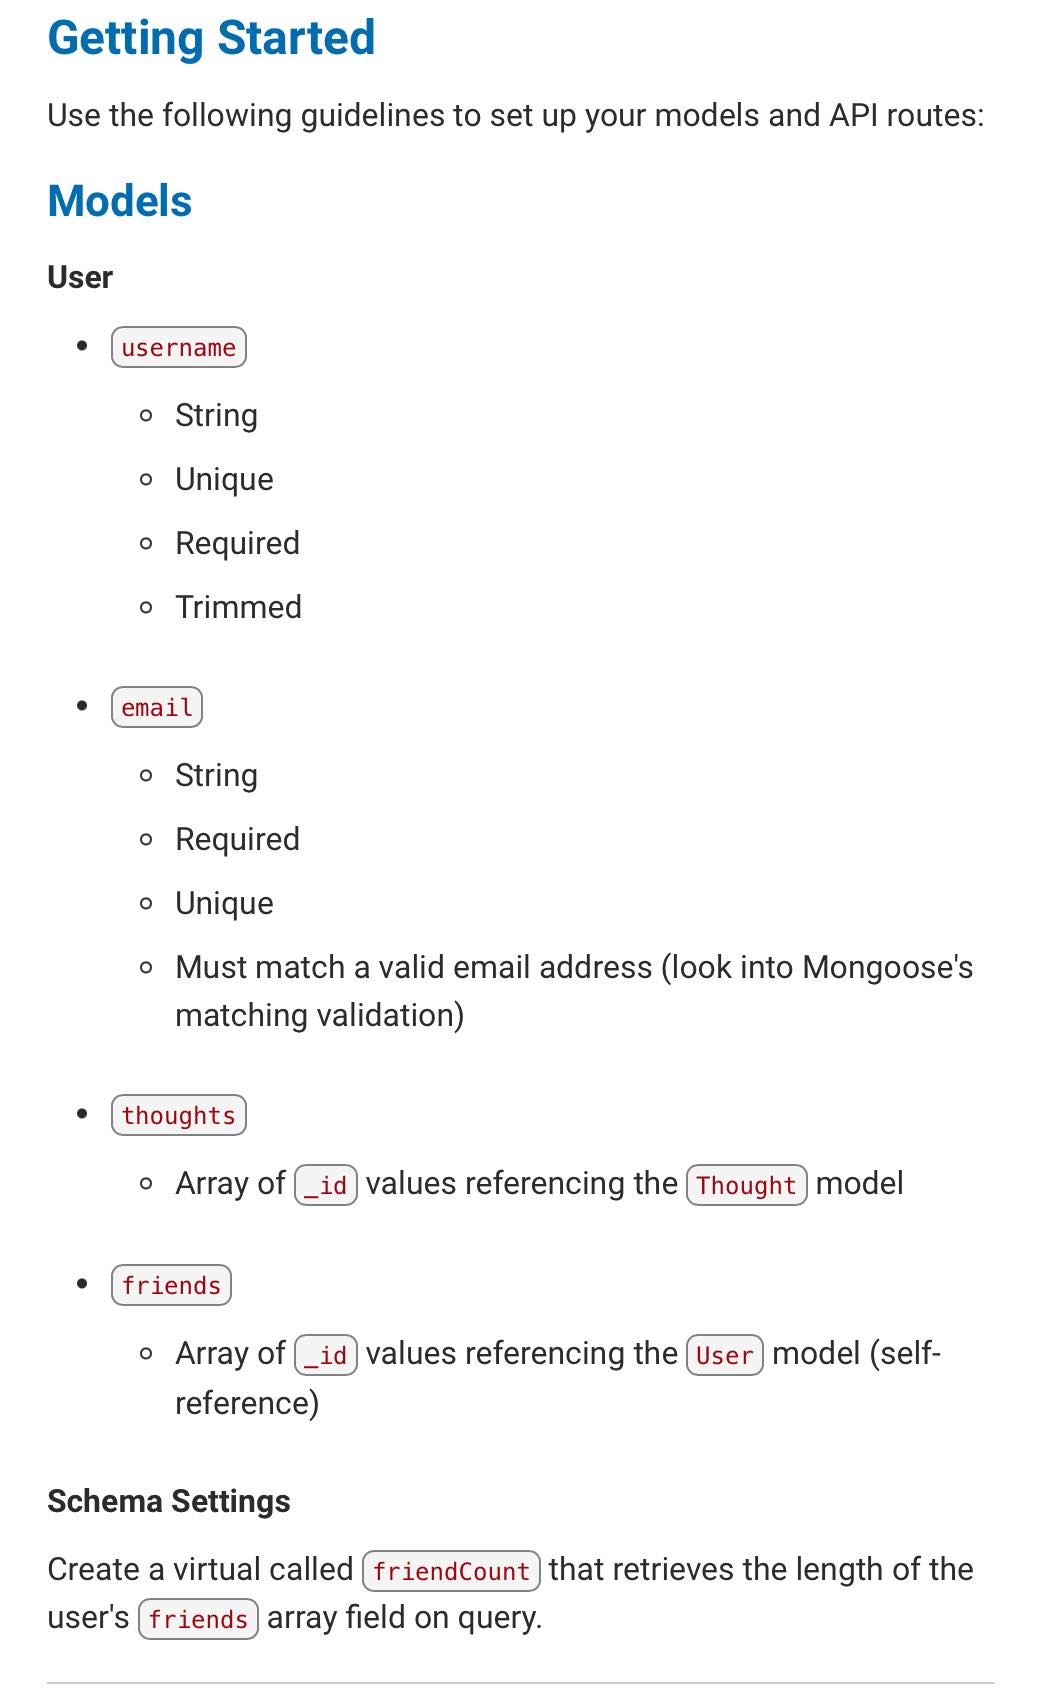 Getting Started
Use the following guidelines to set up your models and API routes:
Models
User
username
String
Unique
Required
Trimmed
email
String
Required
Unique
Must match a valid email address (look into Mongoose's
matching validation)
thoughts
Array of _id values referencing the Thought model
friends
Array of _id values referencing the User model (self-
reference)
Schema Settings
Create a virtual called friendCount that retrieves the length of the
user's friends array field on query.